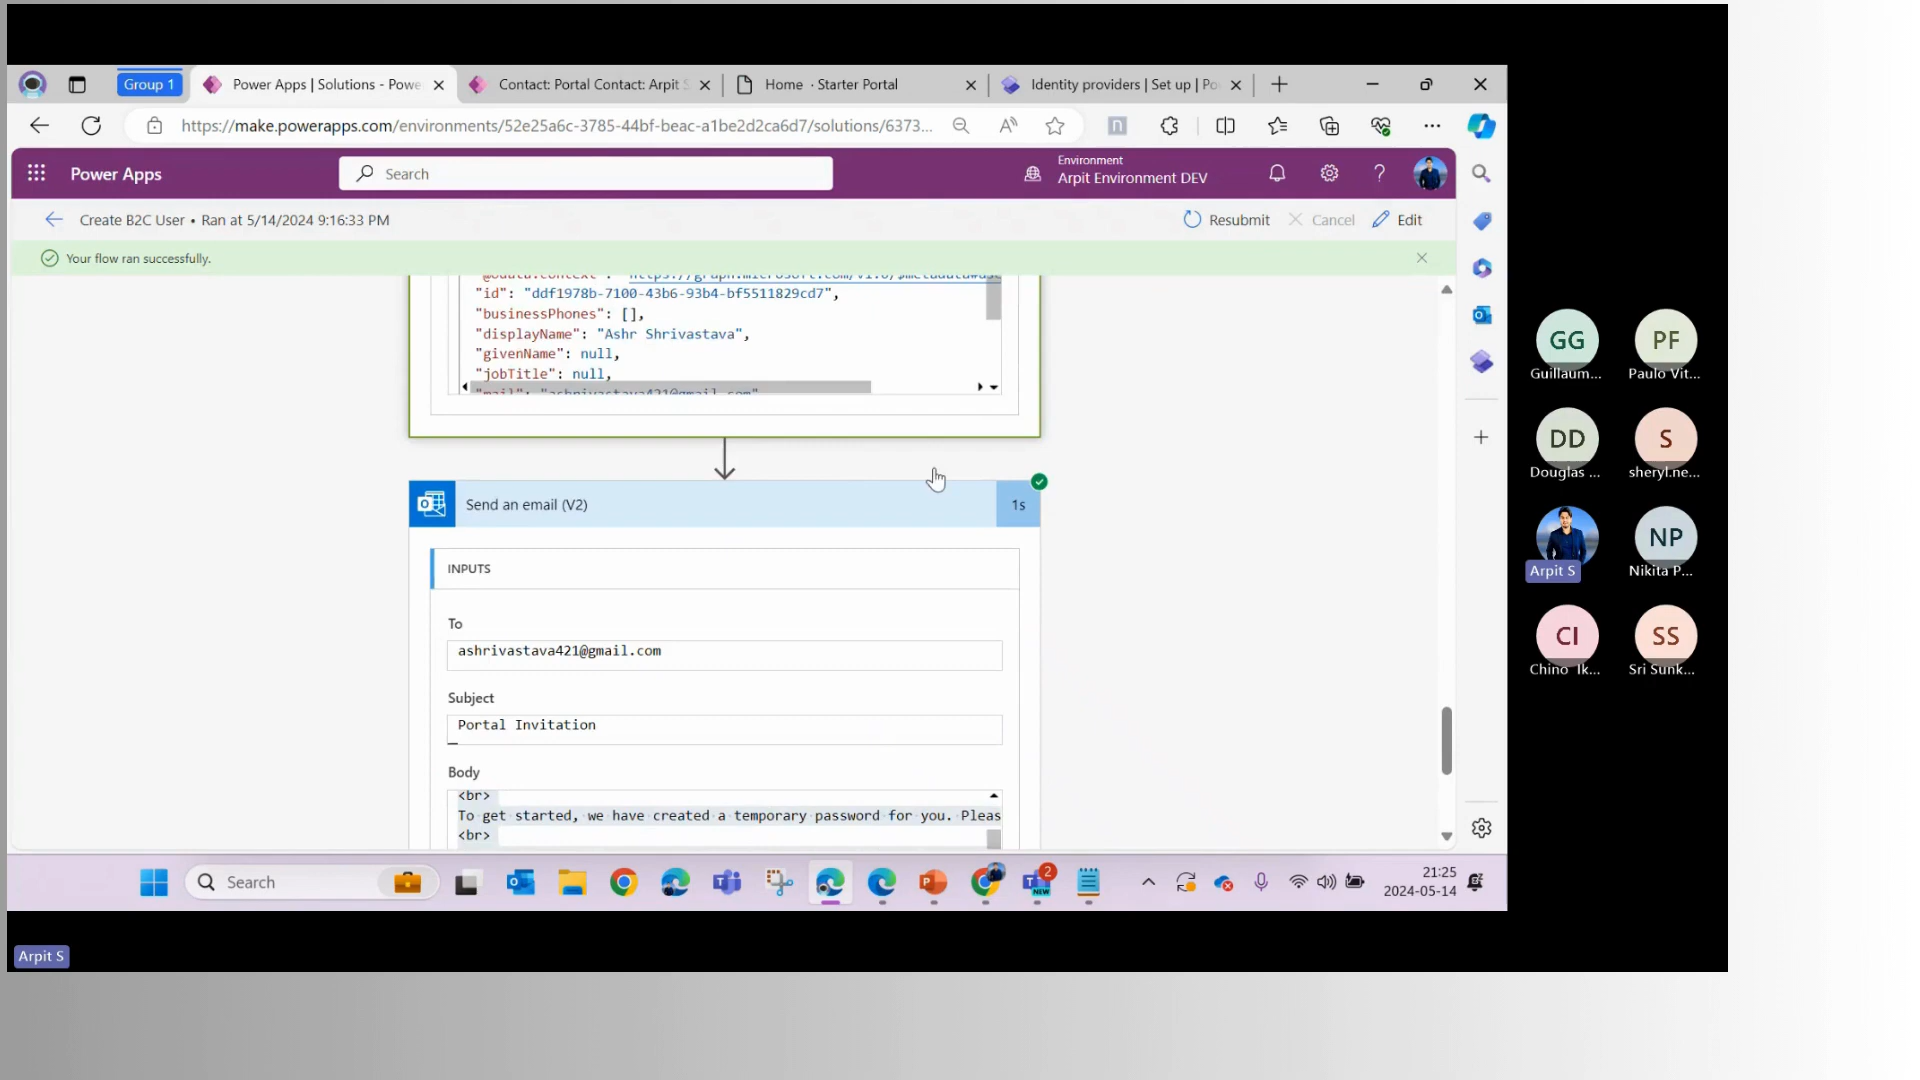 Group 1
Power Apps | Solutions - Powe
Contact: Portal Contact: Arpit S
Home · Starter Portal
Identity providers | Set up | Po
https://make.powerapps.com/environments/52e25a6c-3785-44bf-beac-a1be2d2ca6d7/solutions/6373...
Power Apps
Search
Environment
Arpit Environment DEV
Create B2C User • Ran at 5/14/2024 9:16:33 PM
Resubmit
Cancel
Edit
Your flow ran successfully.
"id": "ddf1978b-7100-43b6-93b4-bf5511829cd7",
"businessPhones": [],
"displayName": "Ashr Shrivastava",
"givenName": null,
"jobTitle": null,
"mail": "ashrivastava421@gmail.com"
Send an email (V2)
1s
INPUTS
To
ashrivastava421@gmail.com
Subject
Portal Invitation
Body
<br>
To get started, we have created a temporary password for you. Pleas
<br>
GG
Guillaum...
PF
Paulo Vit...
DD
Douglas ...
S
sheryl.ne...
Arpit S
NP
Nikita P...
CI
Chino Ik...
SS
Sri Sunk...
Search
2
NEW
21:25
2024-05-14
Arpit S